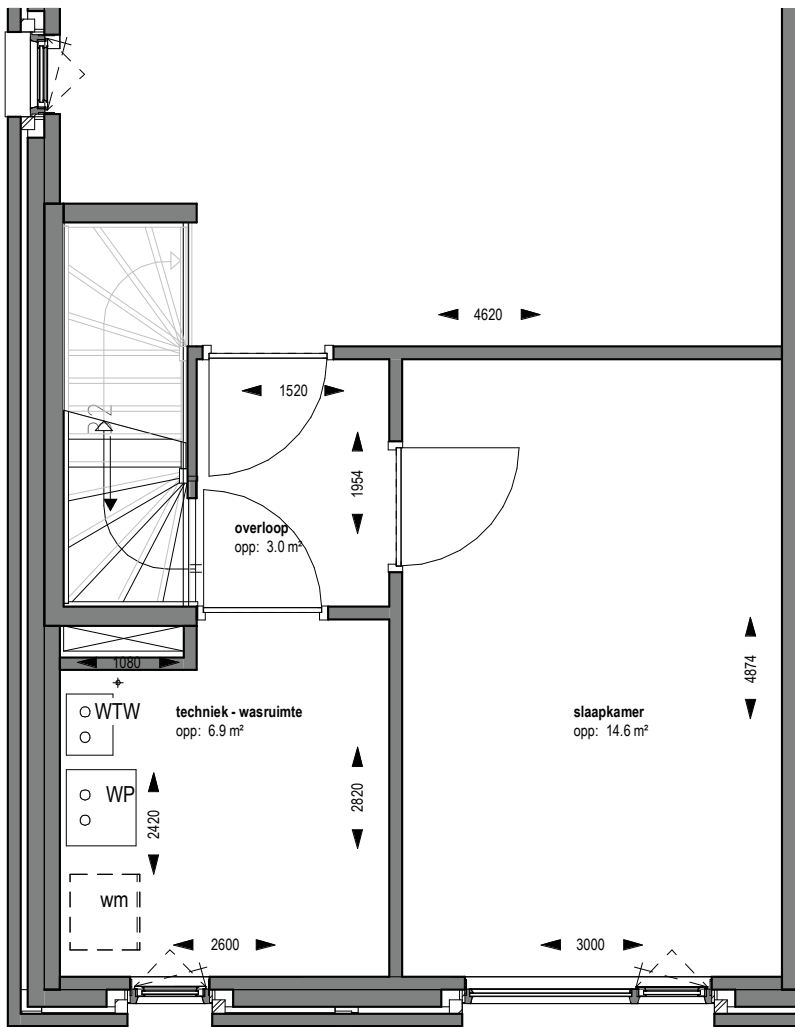 4620
1520
22
1954
overloop
opp: 3.0 m²
1080
4874
WTW
techniek - wasruimte
opp: 6.9 m²
slaapkamer
opp: 14.6 m²
WP
2420
2820
wm
2600
3000